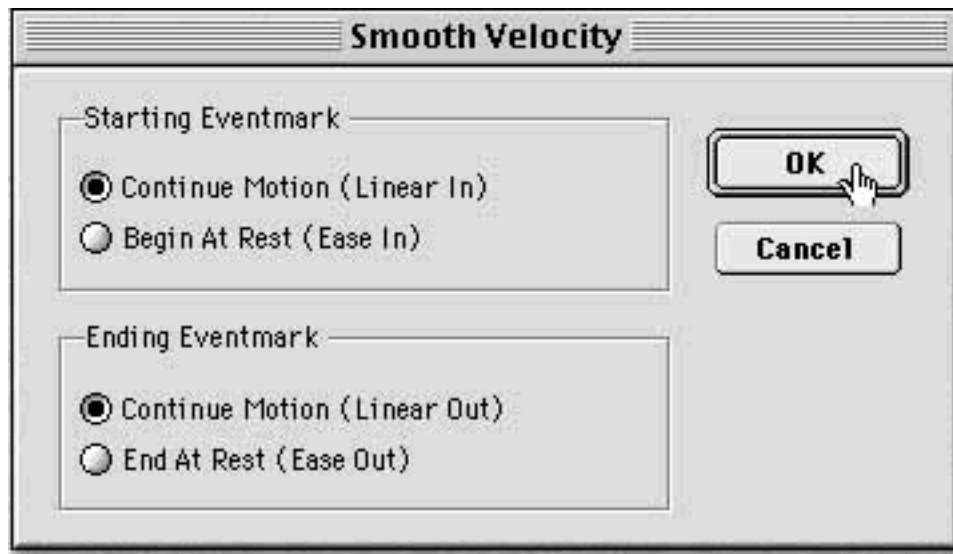 Smooth Velocity
Starting Eventmark
Continue Motion (Linear In)
Begin At Rest (Ease In)
OK
Cancel
Ending Eventmark
Continue Motion (Linear Out)
End At Rest (Ease Out)